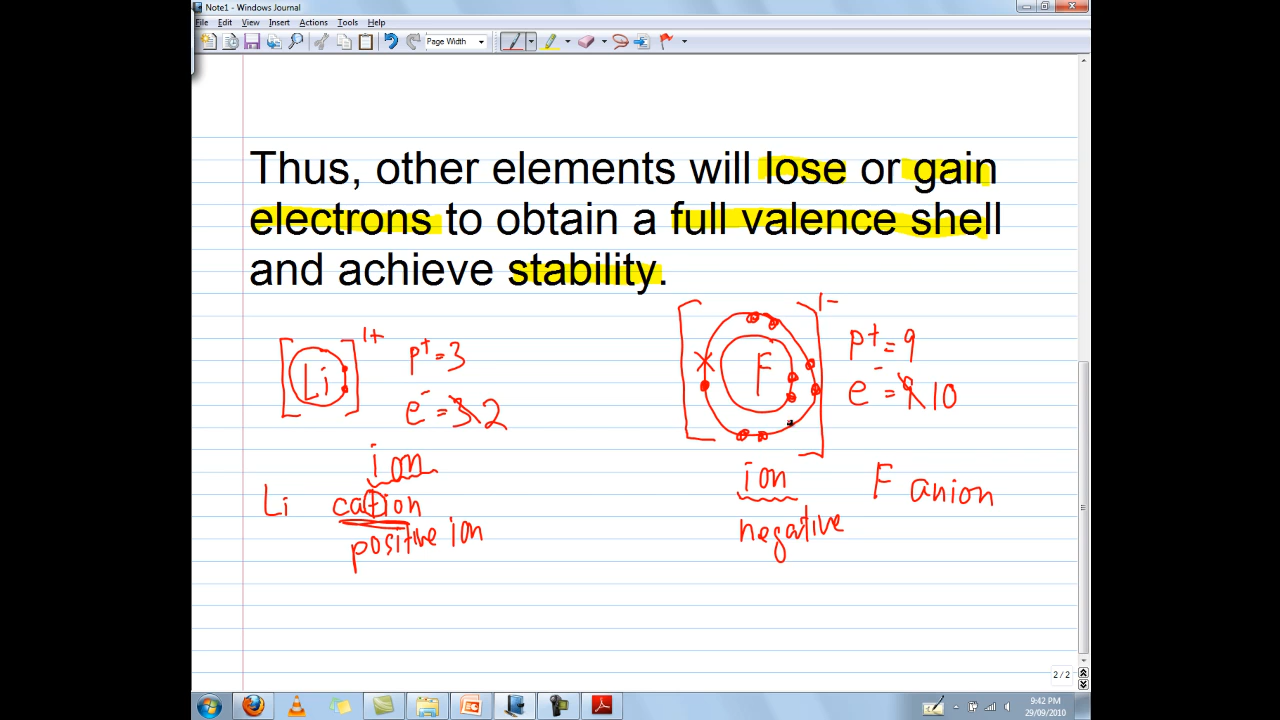 Note1 - Windows Journal
File Edit View Insert Actions Tools Help
Page Width
Thus, other elements will lose or gain
electrons to obtain a full valence shell
and achieve stability.
[Li]1+ p+ = 3
e- = 3 2
ion
Li cation
positive ion
[F]1- p+ = 9
e- = 9 10
ion
F anion
negative
2 / 2
9:42 PM
29/09/2010